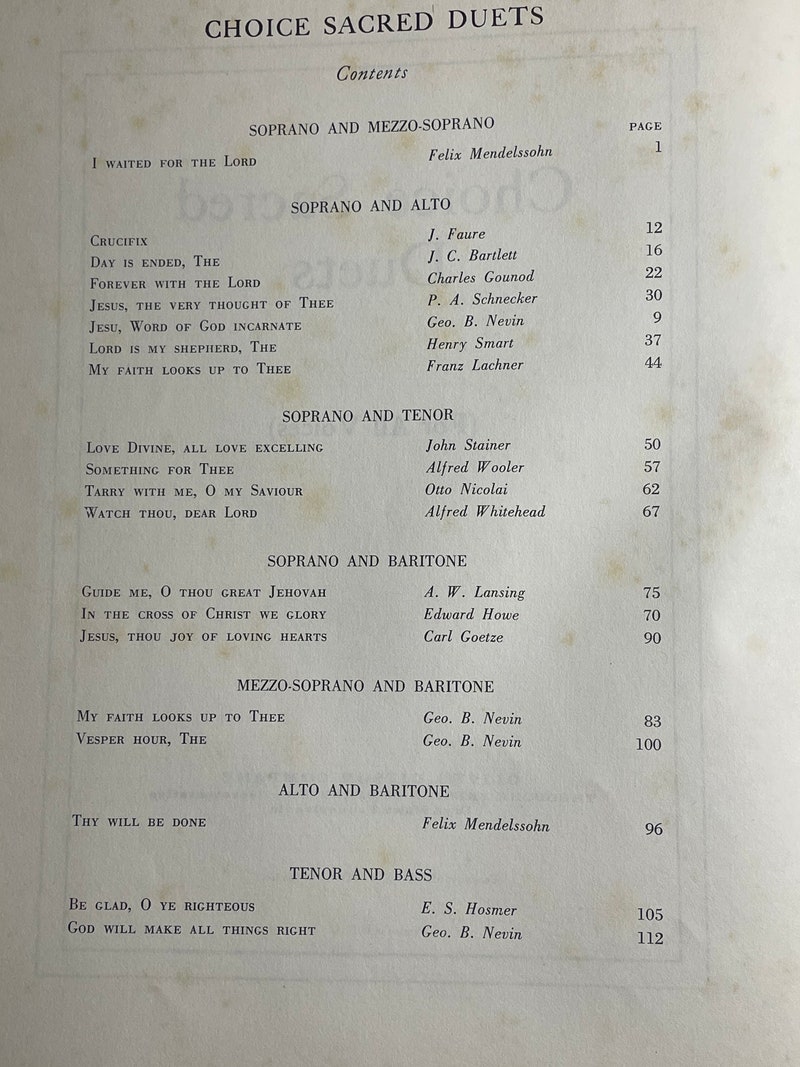 CHOICE SACRED DUETS
Contents
SOPRANO AND MEZZO-SOPRANO PAGE
I WAITED FOR THE LORD Felix Mendelssohn 1
SOPRANO AND ALTO
CRUCIFIX J. Faure 12
DAY IS ENDED, THE J. C. Bartlett 16
FOREVER WITH THE LORD Charles Gounod 22
JESUS, THE VERY THOUGHT OF THEE P. A. Schnecker 30
JESU, WORD OF GOD INCARNATE Geo. B. Nevin 9
LORD IS MY SHEPHERD, THE Henry Smart 37
MY FAITH LOOKS UP TO THEE Franz Lachner 44
SOPRANO AND TENOR
LOVE DIVINE, ALL LOVE EXCELLING John Stainer 50
SOMETHING FOR THEE Alfred Wooler 57
TARRY WITH ME, O MY SAVIOUR Otto Nicolai 62
WATCH THOU, DEAR LORD Alfred Whitehead 67
SOPRANO AND BARITONE
GUIDE ME, O THOU GREAT JEHOVAH A. W. Lansing 75
IN THE CROSS OF CHRIST WE GLORY Edward Howe 70
JESUS, THOU JOY OF LOVING HEARTS Carl Goetze 90
MEZZO-SOPRANO AND BARITONE
MY FAITH LOOKS UP TO THEE Geo. B. Nevin 83
VESPER HOUR, THE Geo. B. Nevin 100
ALTO AND BARITONE
THY WILL BE DONE Felix Mendelssohn 96
TENOR AND BASS
BE GLAD, O YE RIGHTEOUS E. S. Hosmer 105
GOD WILL MAKE ALL THINGS RIGHT Geo. B. Nevin 112